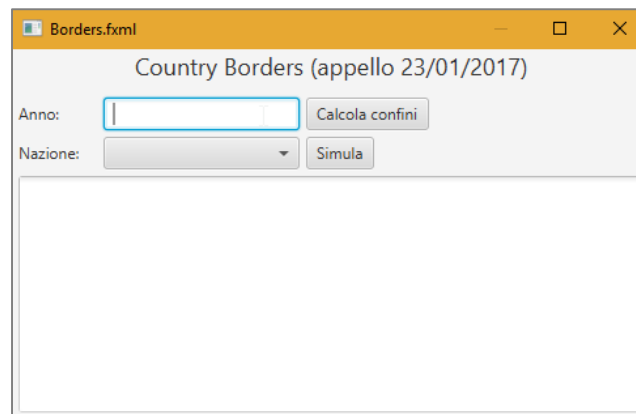 Borders.fxml
Country Borders (appello 23/01/2017)
Anno: Calcola confini
Nazione: Simula